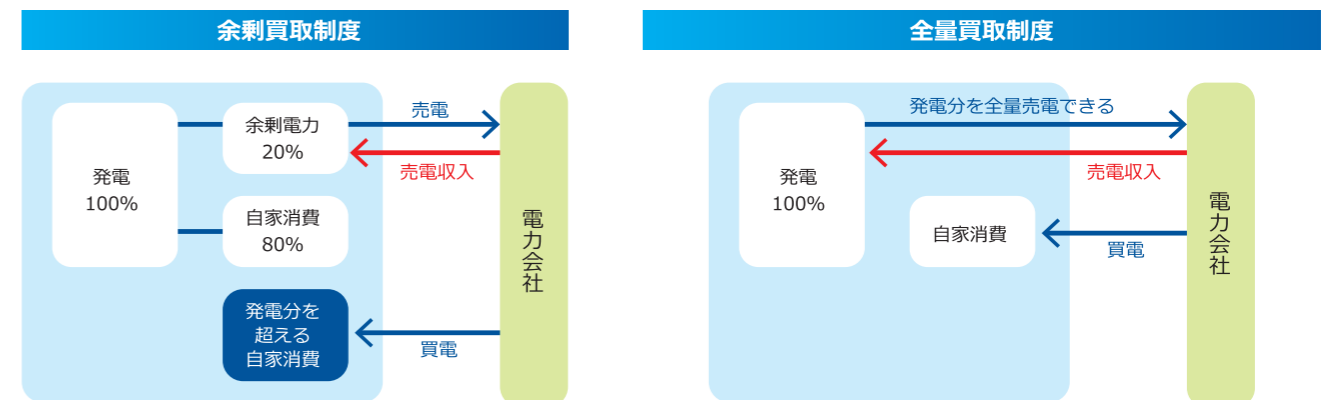 余剰買取制度
発電
100%
余剰電力
20%
自家消費
80%
発電分を
超える
自家消費
売電
売電収入
買電
電力会社
全量買取制度
発電
100%
発電分を全量売電できる
売電収入
自家消費
買電
電力会社